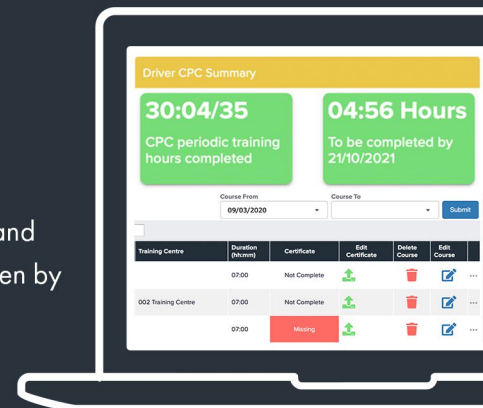 Driver CPC Summary
30:04/35
CPC periodic training
hours completed
04:56 Hours
To be completed by
21/10/2021
and
en by
Course From
Course To
09/03/2020
Submit
Training Centre Duration (hh:mm) Certificate Edit Certificate Delete Course Edit Course
07:00 Not Complete
002 Training Centre 07:00 Not Complete
07:00 Missing